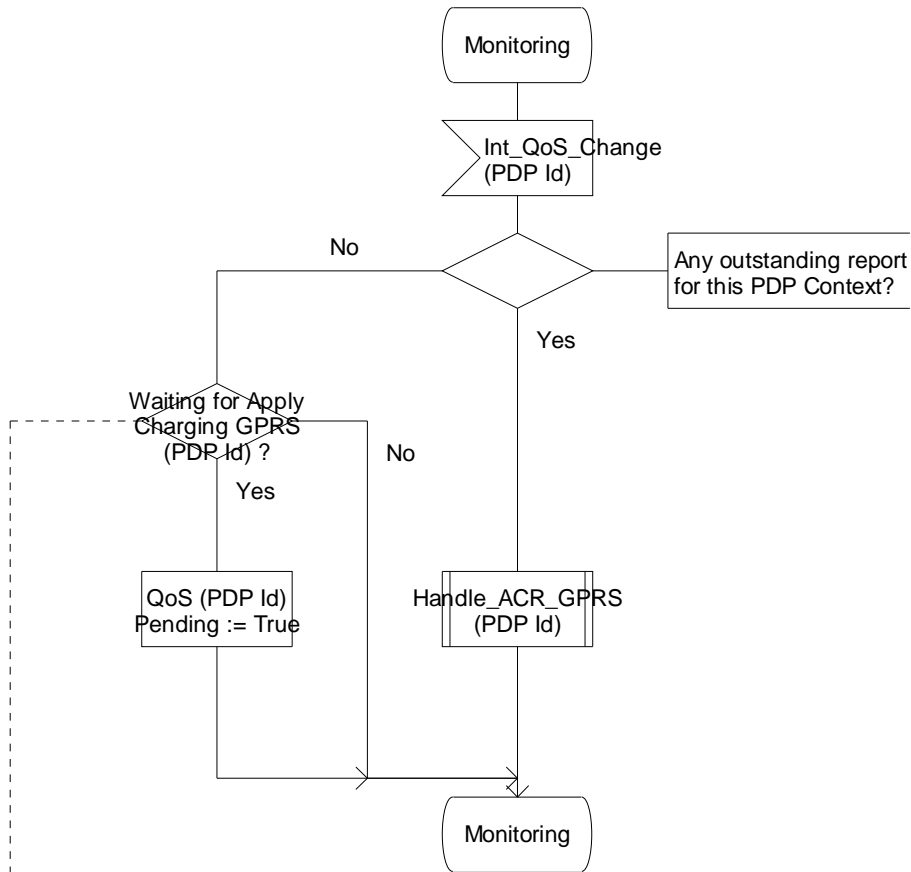 Monitoring
Int_QoS_Change
(PDP Id)
No
Any outstanding report
for this PDP Context?
Yes
Waiting for Apply
Charging GPRS
(PDP Id) ?
No
Yes
QoS (PDP Id)
Pending := True
Handle_ACR_GPRS
(PDP Id)
Monitoring